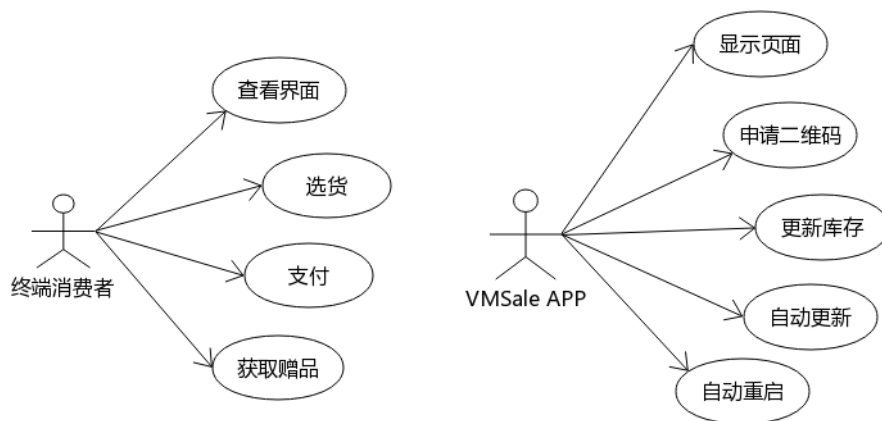 查看界面
选货
支付
获取赠品
终端消费者
显示页面
申请二维码
更新库存
自动更新
自动重启
VMSale APP